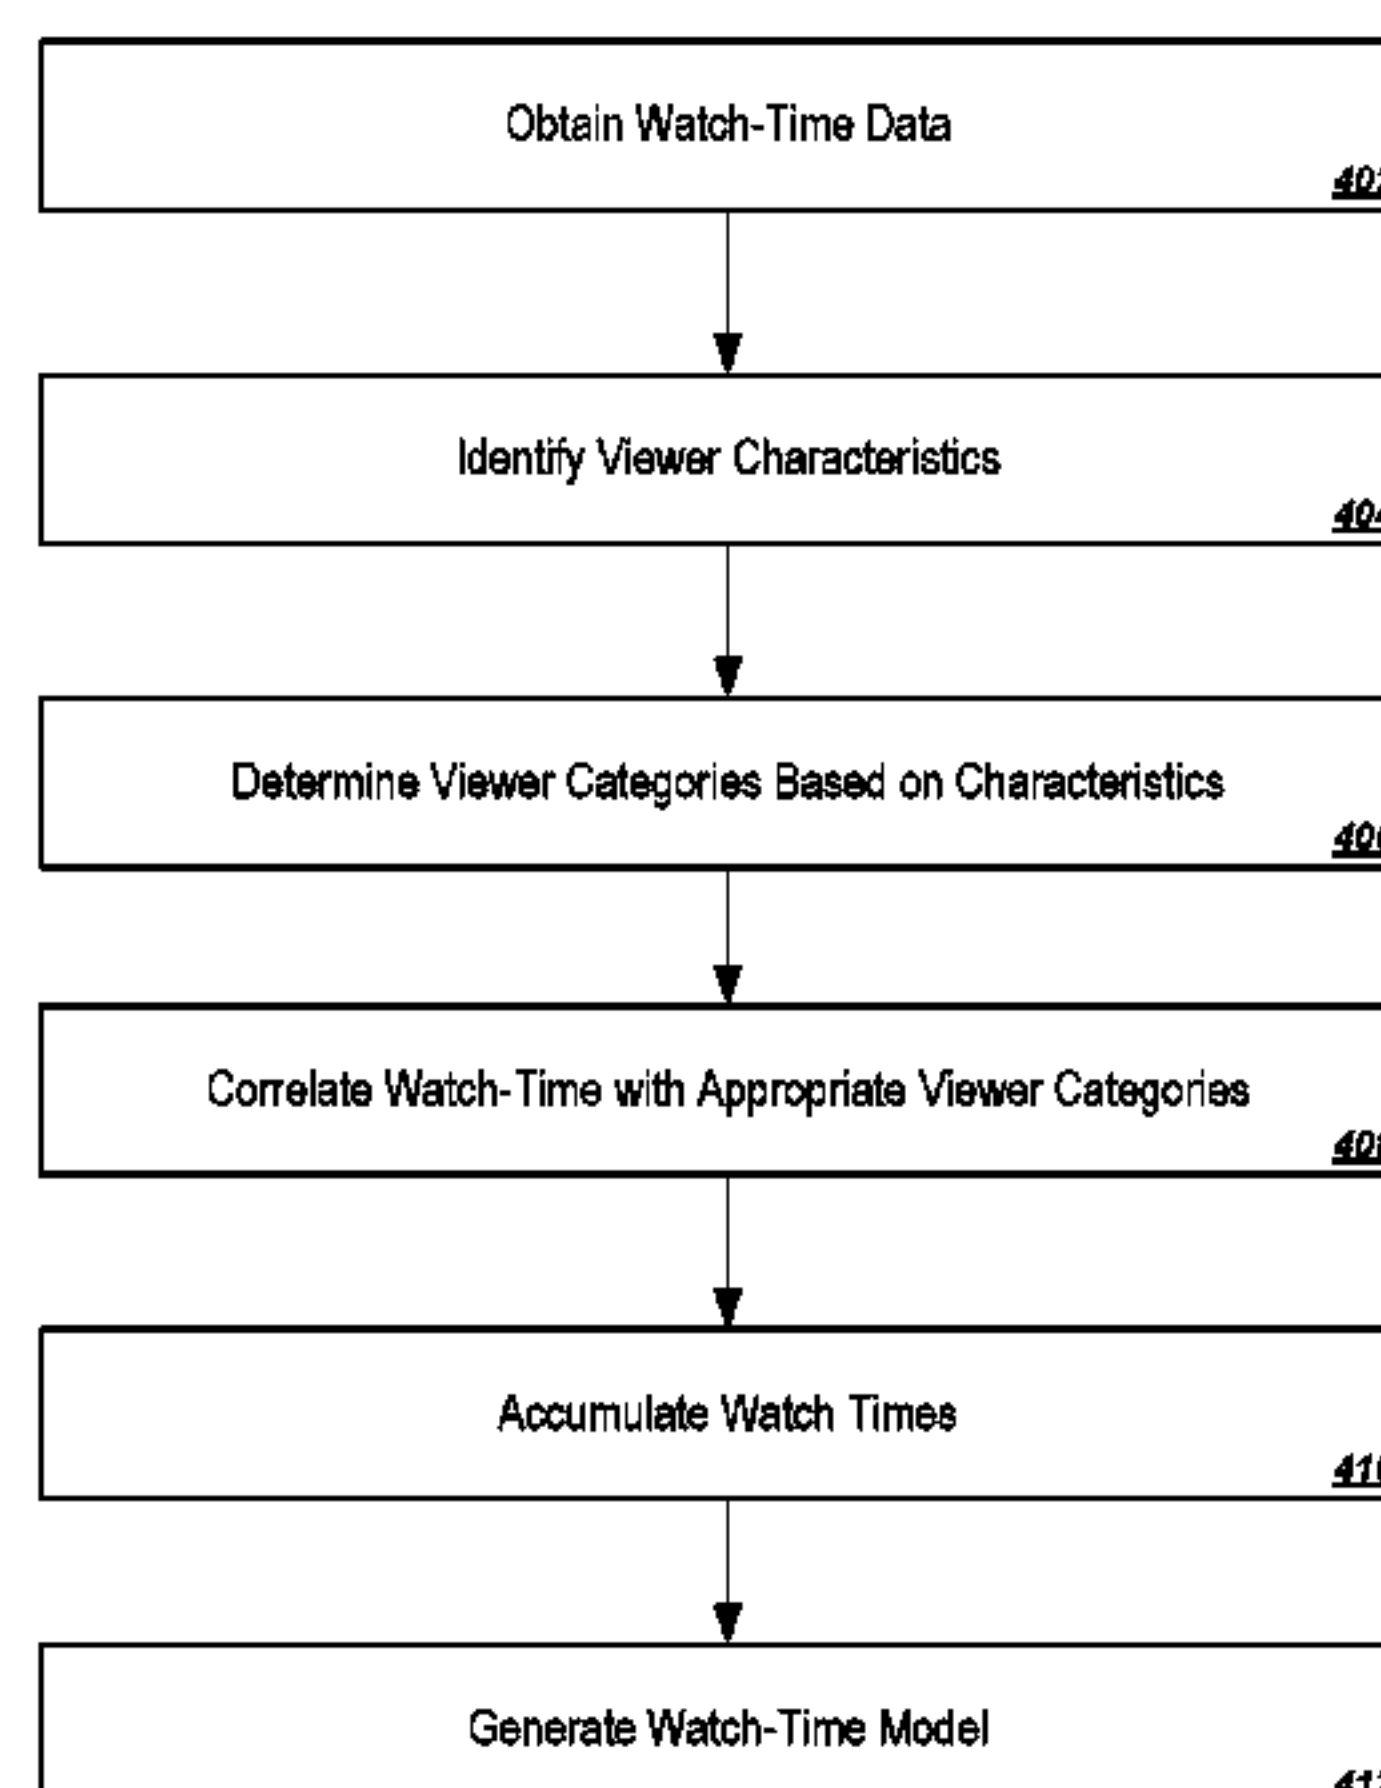 Obtain Watch-Time Data
Identify Viewer Characteristics
404
Determine Viewer Categories Based on Characteristics
Correlate Watch-Time with Appropriate Viewer Categories
Accumulate Watch Times
Generate Watch-Time Model